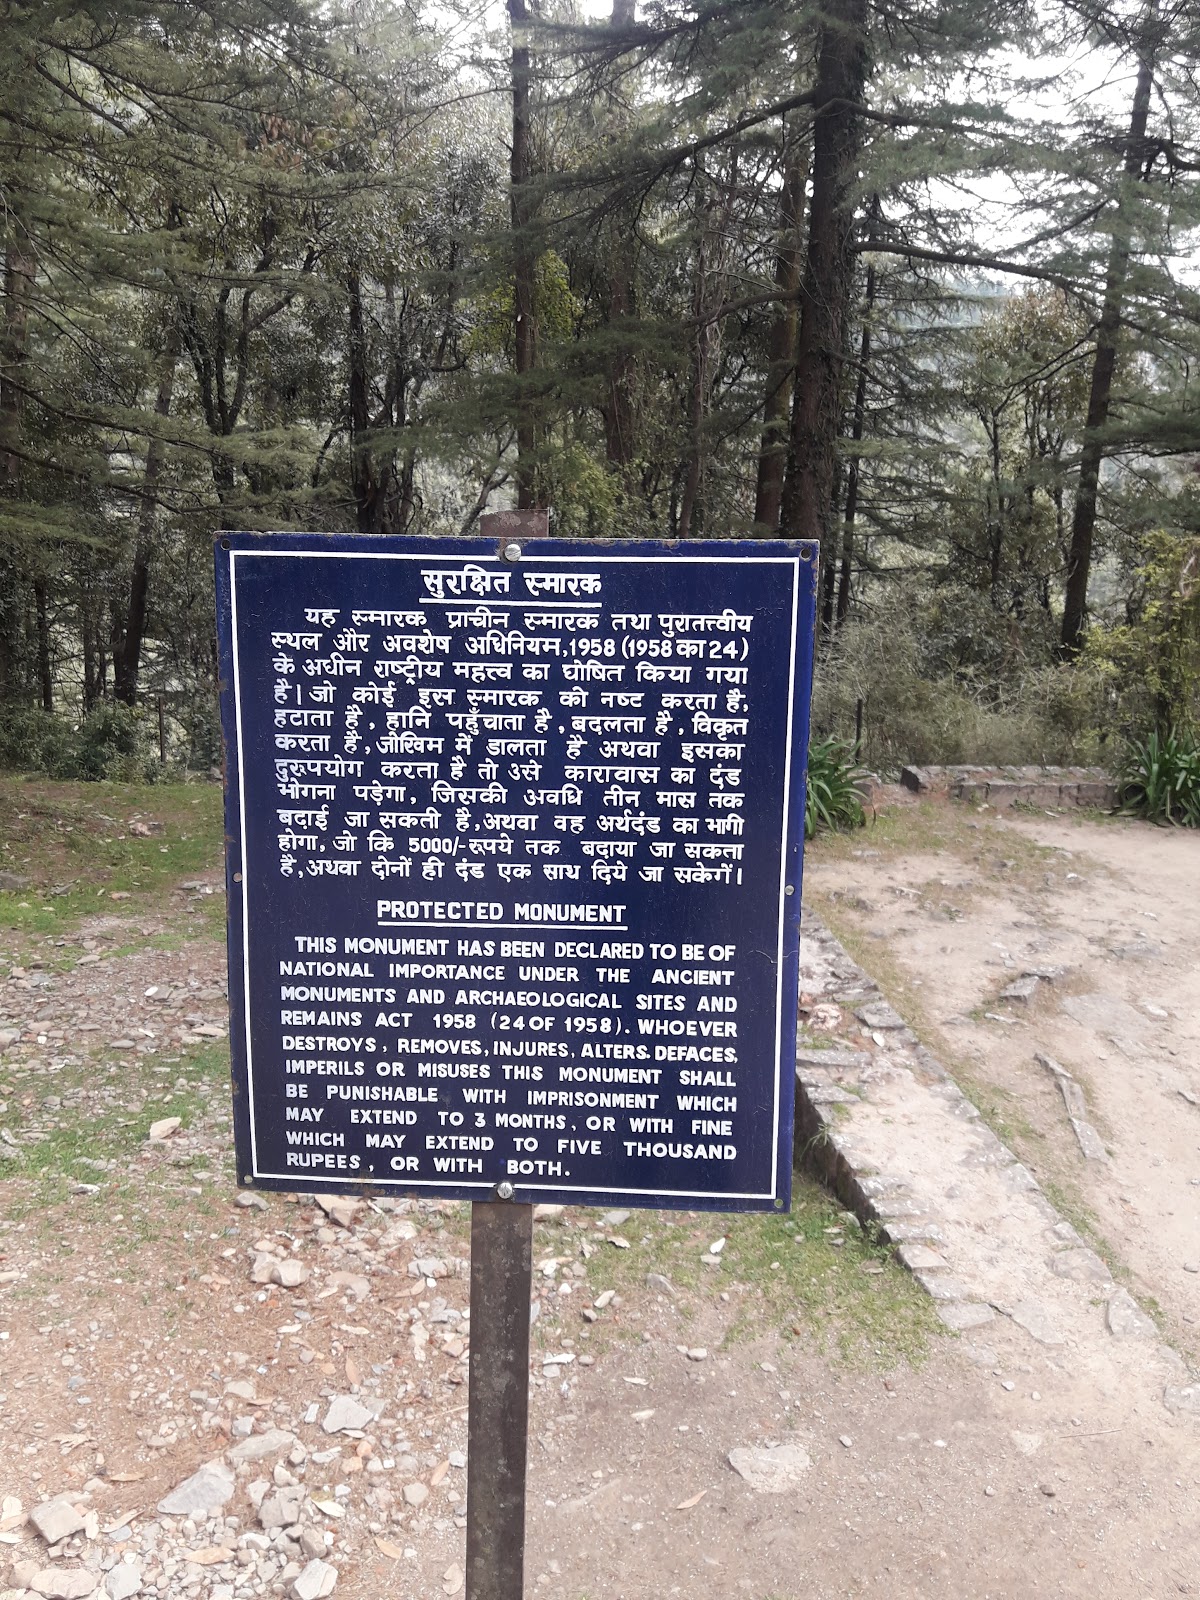 सुरक्षित स्मारक
यह स्मारक प्राचीन स्मारक तथा पुरातत्त्वीय
स्थल और अवशेष अधिनियम,1958 (1958 का 24)
के अधीन राष्ट्रीय महत्त्व का घोषित किया गया
है। जो कोई इस स्मारक की नष्ट करता है,
हटाता है, हानि पहुँचाता है, बदलता है, विकृत
करता है, जोखिम में डालता है अथवा इसका
दुरूपयोग करता है तो उसे कारावास का दंड
भोगना पड़ेगा, जिसकी अवधि तीन मास तक
बढाई जा सकती है, अथवा वह अर्थदंड का भागी
होगा, जो कि 5000/-रूपये तक बढाया जा सकता
है, अथवा दोनों ही दंड एक साथ दिये जा सकेगें।
PROTECTED MONUMENT
THIS MONUMENT HAS BEEN DECLARED TO BE OF
NATIONAL IMPORTANCE UNDER THE ANCIENT
MONUMENTS AND ARCHAEOLOGICAL SITES AND
REMAINS ACT 1958 (24 OF 1958). WHOEVER
DESTROYS, REMOVES, INJURES, ALTERS. DEFACES,
IMPERILS OR MISUSES THIS MONUMENT SHALL
BE PUNISHABLE WITH IMPRISONMENT WHICH
MAY EXTEND TO 3 MONTHS, OR WITH FINE
WHICH MAY EXTEND TO FIVE THOUSAND
RUPEES, OR WITH BOTH.